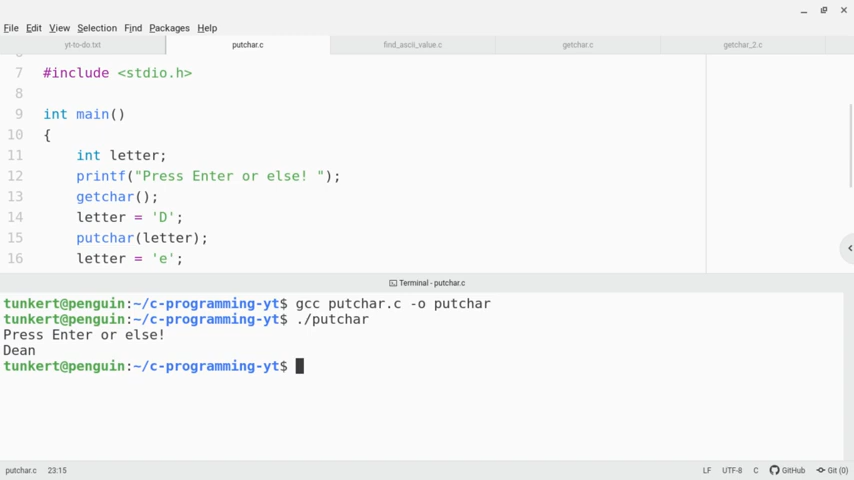 File Edit View Selection Find Packages Help
yt-to-do.txt putchar.c find_ascii_value.c getchar.c getchar_2.c
7 #include <stdio.h>
8
9 int main()
10 {
11 int letter;
12 printf("Press Enter or else! ");
13 getchar();
14 letter = 'D';
15 putchar(letter);
16 letter = 'e';
Terminal - putchar.c
tunkert@penguin:~/c-programming-yt$ gcc putchar.c -o putchar
tunkert@penguin:~/c-programming-yt$ ./putchar
Press Enter or else!
Dean
tunkert@penguin:~/c-programming-yt$
putchar.c 23:15 LF UTF-8 C GitHub Git (0)